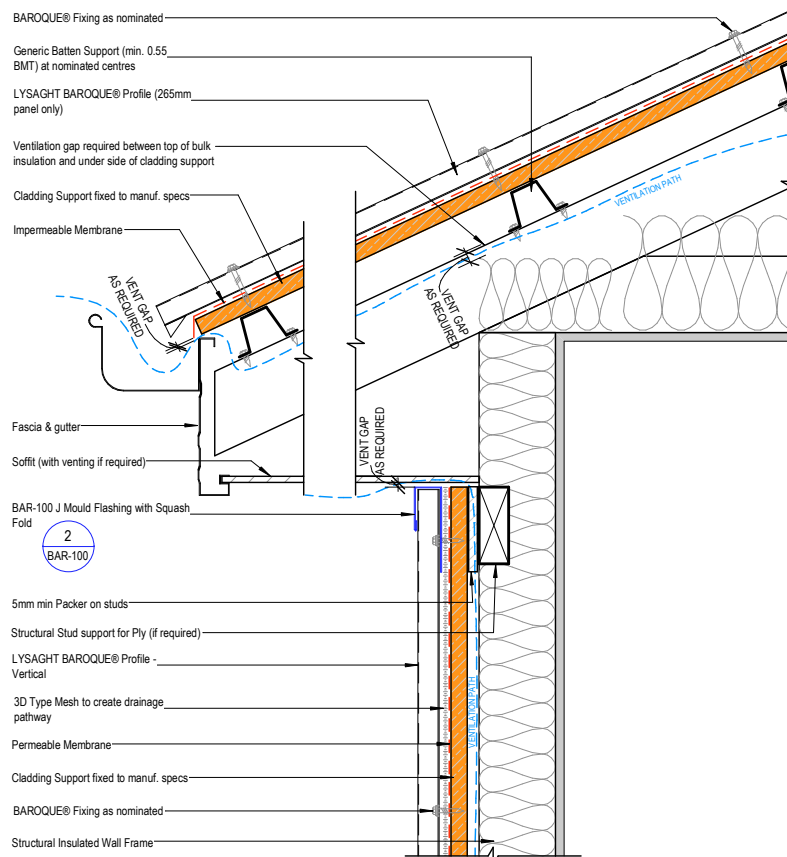 BAROQUE® Fixing as nominated
Generic Batten Support (min. 0.55
BMT) at nominated centres
LYSAGHT BAROQUE® Profile (265mm
panel only)
Ventilation gap required between top of bulk
insulation and under side of cladding support
Cladding Support fixed to manuf. specs
Impermeable Membrane
VENT GAP
AS REQUIRED
VENT GAP
AS REQUIRED
VENTILATION PATH
Fascia & gutter
Soffit (with venting if required)
VENT GAP
AS REQUIRED
BAR-100 J Mould Flashing with Squash
Fold
2
BAR-100
5mm min Packer on studs
Structural Stud support for Ply (if required)
LYSAGHT BAROQUE® Profile -
Vertical
3D Type Mesh to create drainage
pathway
VENTILATION PATH
Permeable Membrane
Cladding Support fixed to manuf. specs
BAROQUE® Fixing as nominated
Structural Insulated Wall Frame